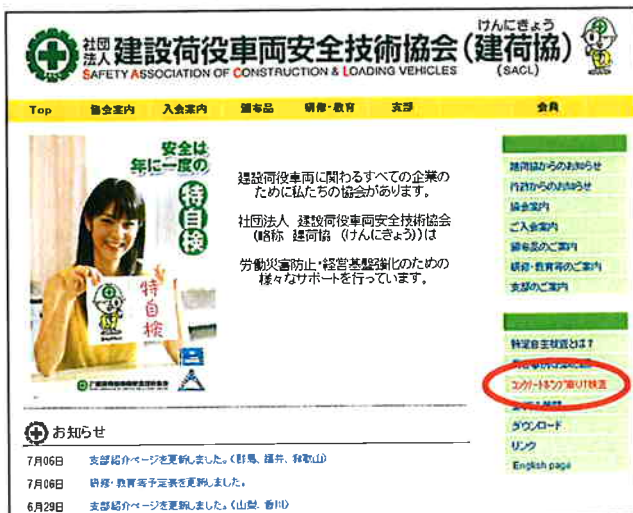 社団法人 建設荷役車両安全技術協会(建荷協)
けんにきょう
SAFETY ASSOCIATION OF CONSTRUCTION & LOADING VEHICLES
(SACL)
Top 協会案内 入会案内 頒布品 研修・教育 支部 会員
安全は
年に一度の
特自検
特自検
建設荷役車両に関わるすべての企業の
ために私たちの協会があります。
社団法人 建設荷役車両安全技術協会
(略称 建荷協 (けんにきょう))は
労働災害防止・経営基盤強化のための
様々なサポートを行っています。
建荷協からのお知らせ
行政からのお知らせ
協会案内
ご入会案内
頒布品のご案内
研修・教育等のご案内
支部のご案内
特定自主検査とは?
コンクリートポンプ車UT検査
ダウンロード
リンク
English page
お知らせ
7月06日 支部紹介ページを更新しました。(群馬、福井、和歌山)
7月06日 研修・教育等予定表を更新しました。
6月29日 支部紹介ページを更新しました。(山梨、香川)